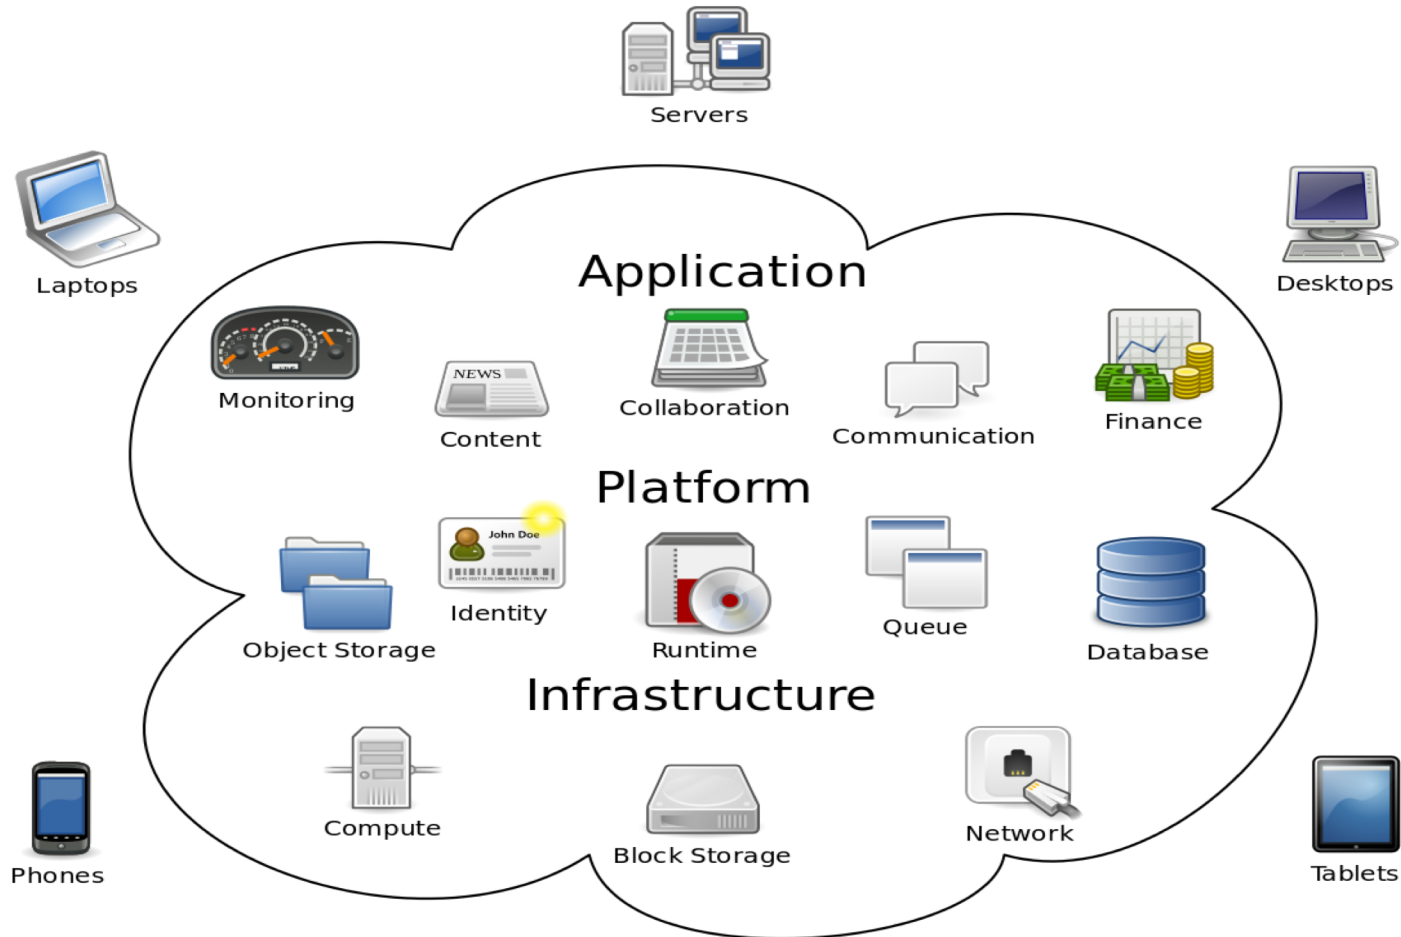 Servers
Laptops
Desktops
Application
Monitoring
NEWS
Content
Collaboration
Communication
Finance
Platform
John Doe
Object Storage
Identity
Runtime
Queue
Database
Infrastructure
Compute
Block Storage
Network
Phones
Tablets